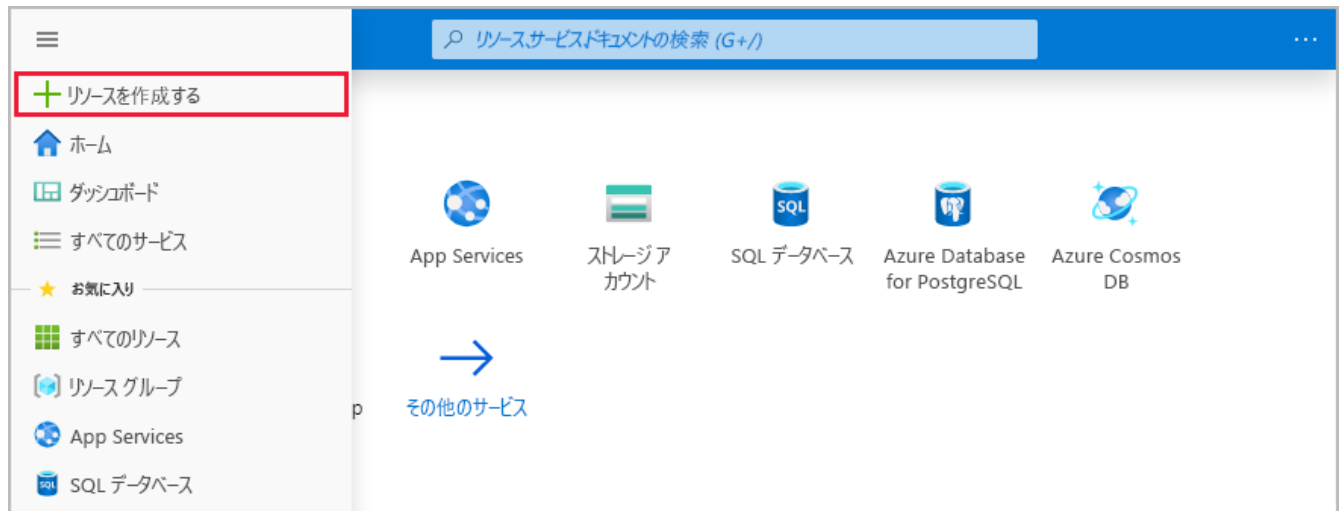 リソース、サービス、ドキュメントの検索 (G+/)
...
リソースを作成する
ホーム
ダッシュボード
すべてのサービス
お気に入り
すべてのリソース
リソース グループ
App Services
SQL データベース
App Services
ストレージ ア
カウント
SQL データベース
Azure Database
for PostgreSQL
Azure Cosmos
DB
p
その他のサービス